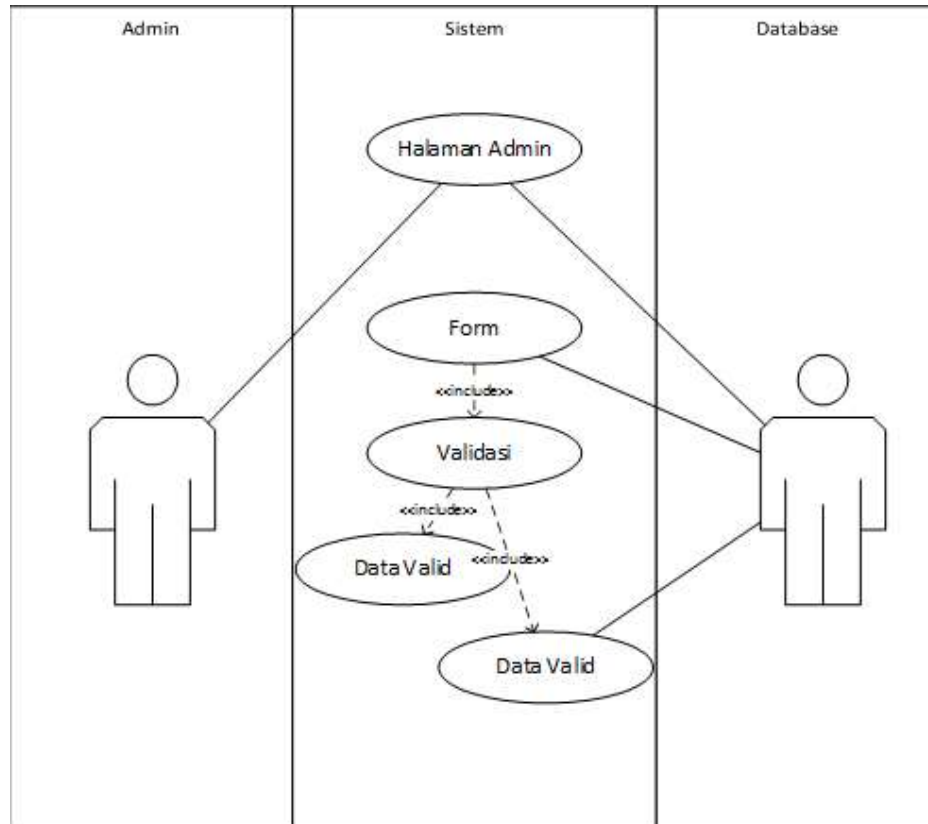 Admin
Sistem
Database
Halaman Admin
Form
<<include>>
Validasi
<<include>>
Data Valid
<<include>>
Data Valid